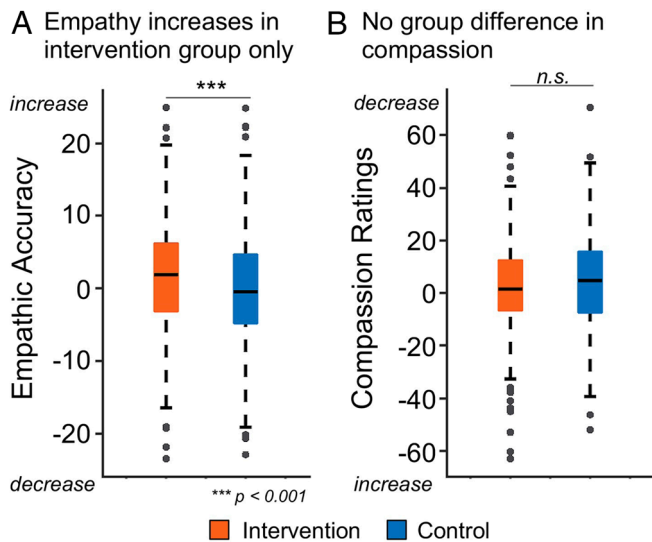 A Empathy increases in
intervention group only
***
increase
20
10
0
-10
-20
decrease
Empathic Accuracy
*** p < 0.001
B No group difference in
compassion
n.s.
decrease
60
40
20
0
-20
-40
-60
increase
Compassion Ratings
Intervention
Control